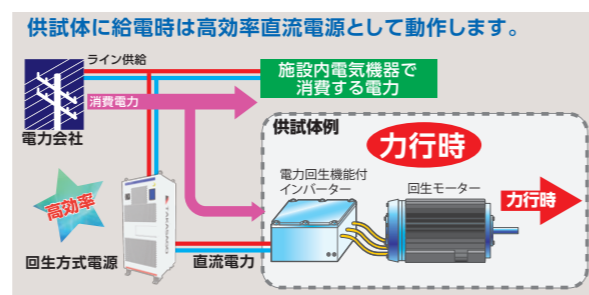 供試体に給電時は高効率直流電源として動作します。
ライン供給
消費電力
電力会社
施設内電気機器で
消費する電力
供試体例
力行時
電力回生機能付
インバーター
回生モーター
力行時
高効率
TAKASAGO
回生方式電源
直流電力